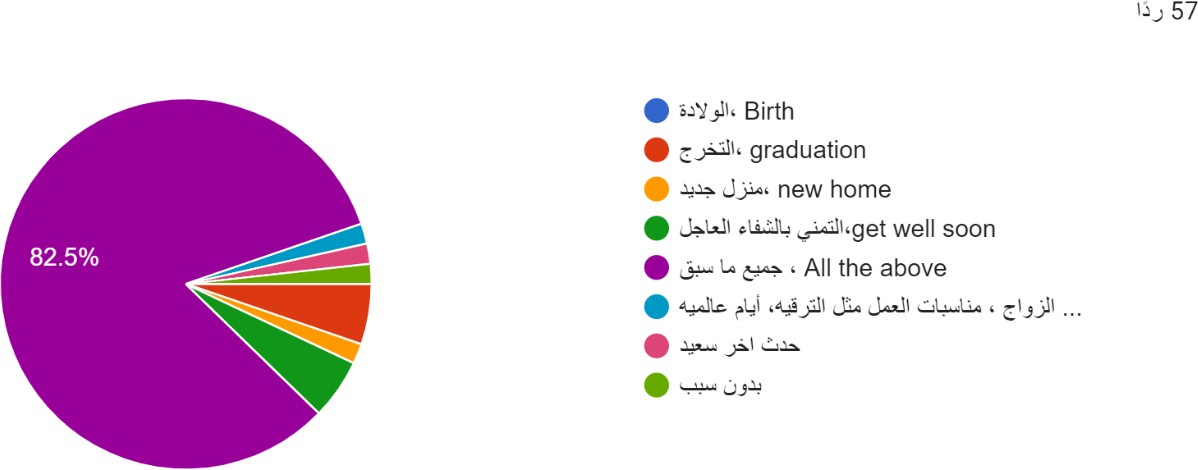 57 ردًا
الولادة، Birth
التخرج، graduation
منزل جديد، new home
التمني بالشفاء العاجل،get well soon
جميع ما سبق ، All the above
الزواج ، مناسبات العمل مثل الترقيه، أيام عالميه ...
حدث اخر سعيد
بدون سبب
82.5%